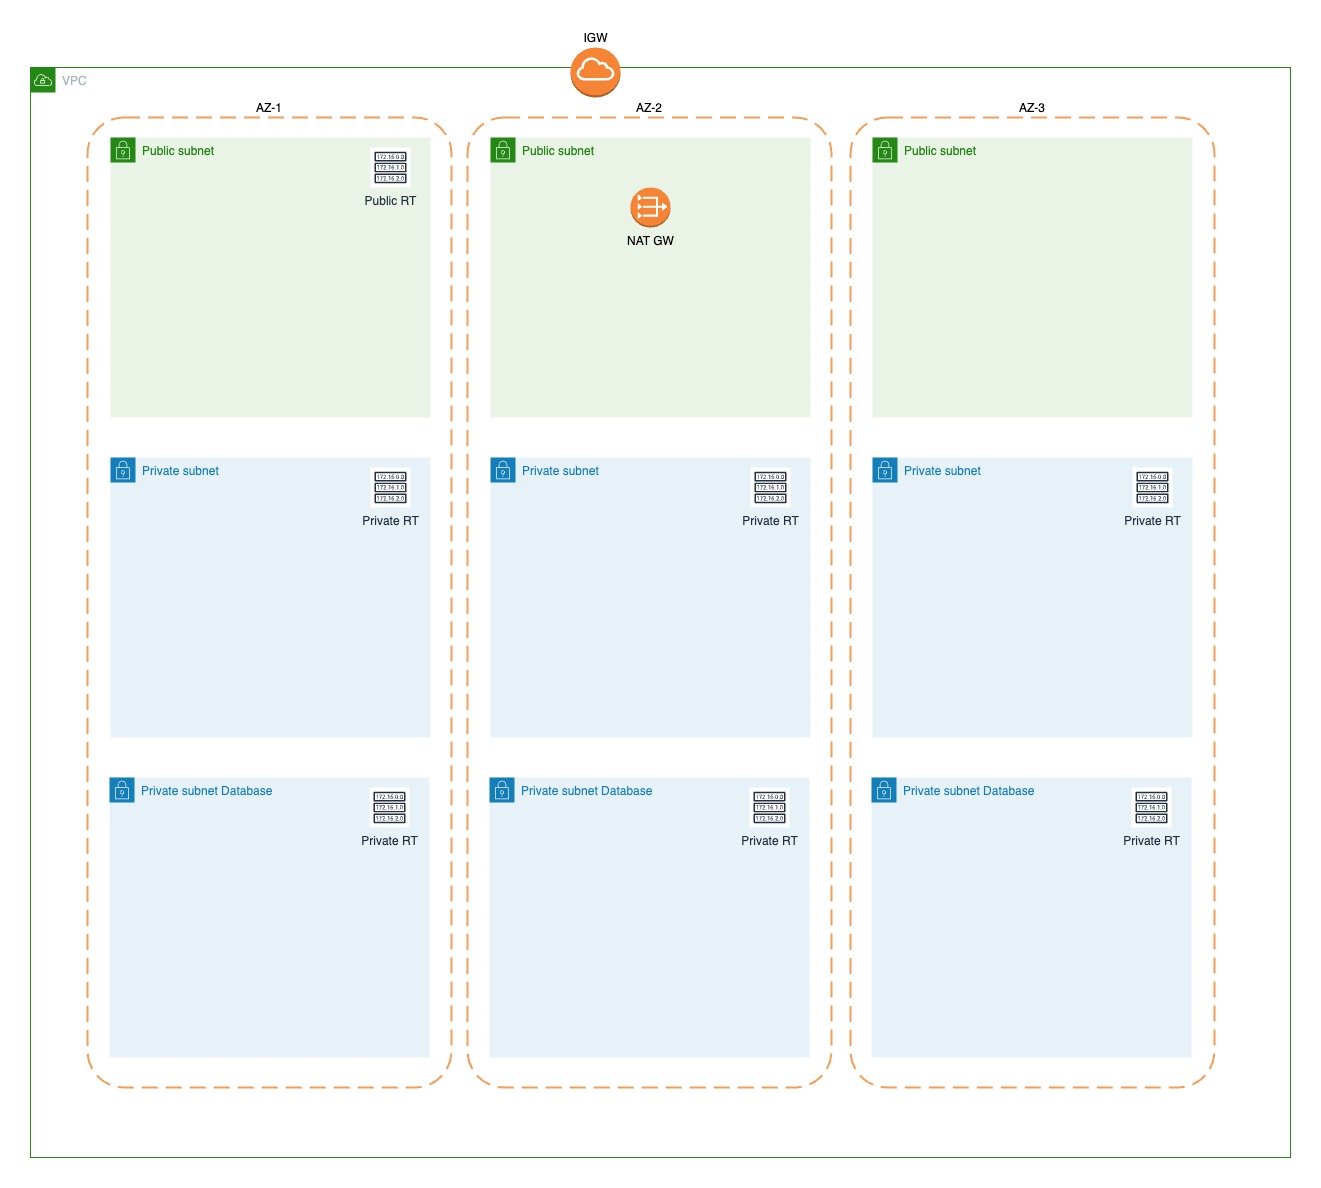 IGW
VPC
AZ-1
AZ-2
AZ-3
Public subnet
172.16.0.0
172.16.1.0
172.16.2.0
Public RT
Public subnet
NAT GW
Public subnet
Private subnet
172.16.0.0
172.16.1.0
172.16.2.0
Private RT
Private subnet
172.16.0.0
172.16.1.0
172.16.2.0
Private RT
Private subnet
172.16.0.0
172.16.1.0
172.16.2.0
Private RT
Private subnet Database
172.16.0.0
172.16.1.0
172.16.2.0
Private RT
Private subnet Database
172.16.0.0
172.16.1.0
172.16.2.0
Private RT
Private subnet Database
172.16.0.0
172.16.1.0
172.16.2.0
Private RT